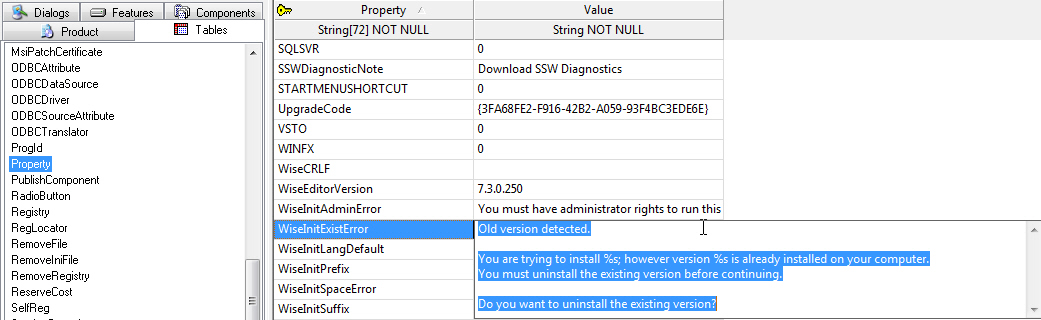 Dialogs Features Components
Product Tables
MsiPatchCertificate
ODBCAttribute
ODBCDataSource
ODBCDriver
ODBCSourceAttribute
ODBCTranslator
ProgId
Property
PublishComponent
RadioButton
Registry
RegLocator
RemoveFile
RemoveIniFile
RemoveRegistry
ReserveCost
SelfReg
Property Value
String[72] NOT NULL String NOT NULL
SQLSVR 0
SSWDiagnosticNote Download SSW Diagnostics
STARTMENUSHORTCUT 0
UpgradeCode {3FA68FE2-F916-42B2-A059-93F4BC3EDE6E}
VSTO 0
WINFX 0
WiseCRLF
WiseEditorVersion 7.3.0.250
WiseInitAdminError You must have administrator rights to run this
WiseInitExistError
WiseInitLangDefault
WiseInitPrefix
WiseInitSpaceError
WiseInitSuffix
Old version detected.
You are trying to install %s; however version %s is already installed on your computer.
You must uninstall the existing version before continuing.
Do you want to uninstall the existing version?